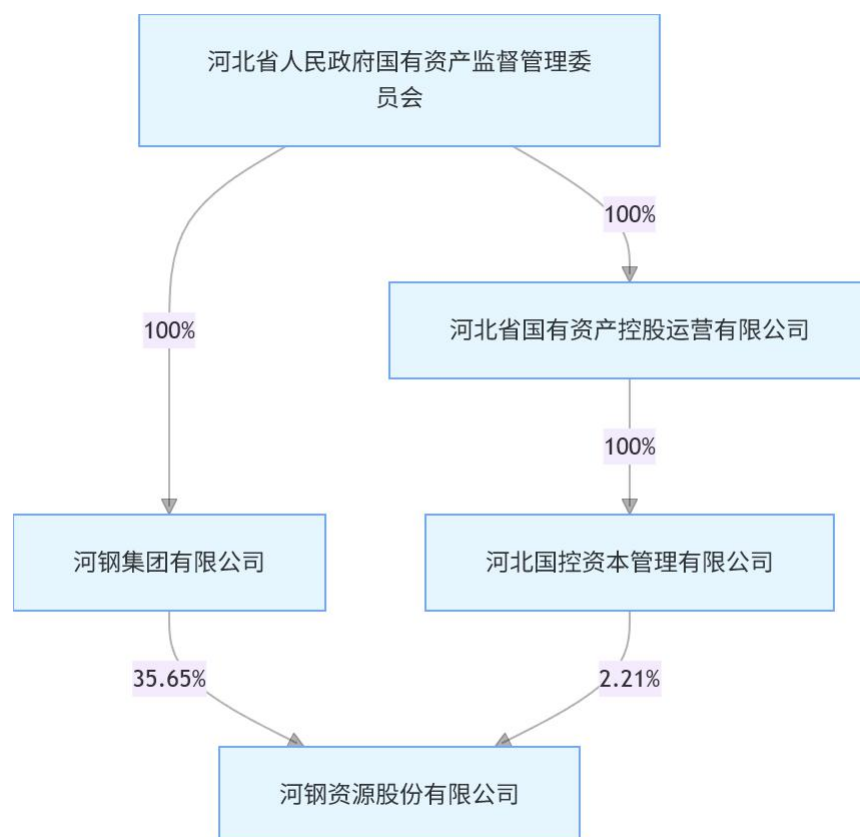 河北省人民政府国有资产监督管理委
员会
100%
河北省国有资产控股运营有限公司
100%
100%
河钢集团有限公司
河北国控资本管理有限公司
35.65%
2.21%
河钢资源股份有限公司